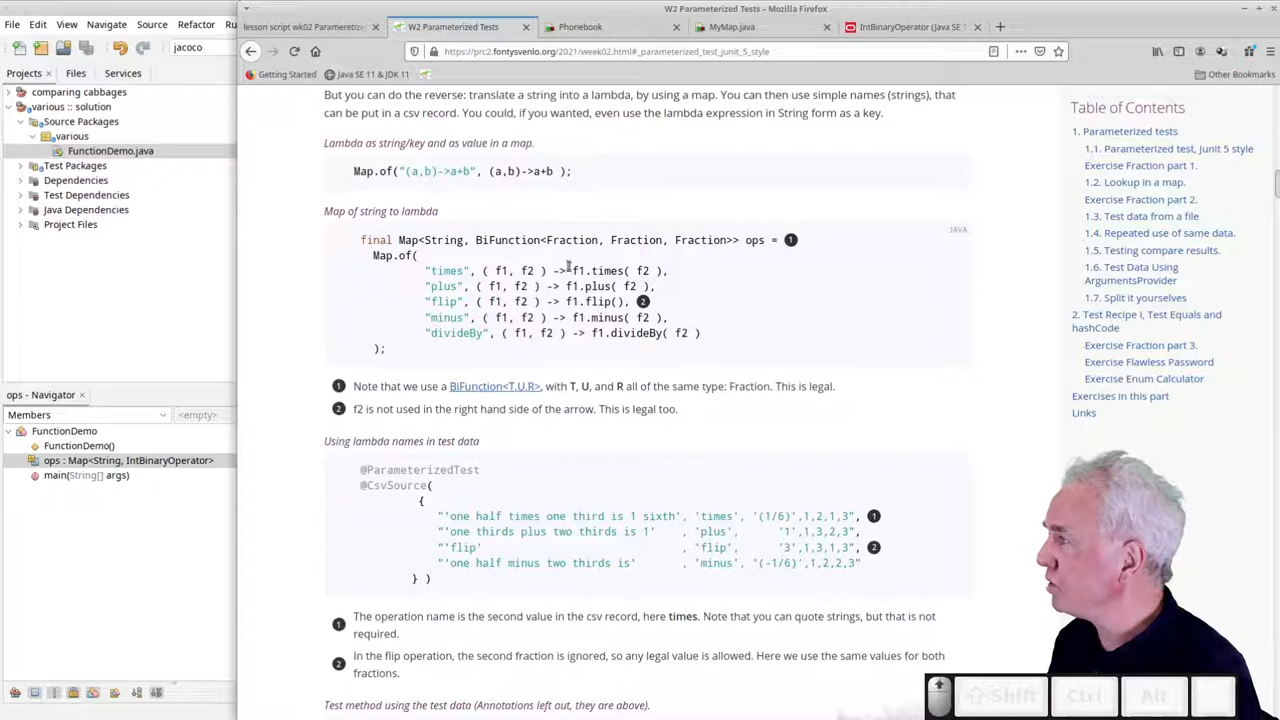 W2 Parameterized Tests - Mozilla Firefox
File Edit View Navigate Source Refactor
lesson script wk02 Parameretiz
W2 Parameterized Tests
Phonebook
MyMap.java
IntBinaryOperator (Java SE 11
jacoco
https://prc2.fontysvenlo.org/2021/week02.html#_parameterized_test_junit_5_style
Projects Files Services
Getting Started Java SE 11 & JDK 11
Other Bookmarks
comparing cabbages
various :: solution
Source Packages
various
FunctionDemo.java
Test Packages
Dependencies
Test Dependencies
Java Dependencies
Project Files
ops - Navigator
Members
<empty>
FunctionDemo
FunctionDemo()
ops : Map<String, IntBinaryOperator>
main(String[] args)
But you can do the reverse: translate a string into a lambda, by using a map. You can then use simple names (strings), that
can be put in a csv record. You could, if you wanted, even use the lambda expression in String form as a key.
Lambda as string/key and as value in a map.
Map.of("(a,b)->a+b", (a,b)->a+b );
Map of string to lambda
JAVA
final Map<String, BiFunction<Fraction, Fraction, Fraction>> ops = 1
Map.of(
"times", ( f1, f2 ) -> f1.times( f2 ),
"plus", ( f1, f2 ) -> f1.plus( f2 ),
"flip", ( f1, f2 ) -> f1.flip(), 2
"minus", ( f1, f2 ) -> f1.minus( f2 ),
"divideBy", ( f1, f2 ) -> f1.divideBy( f2 )
);
1 Note that we use a BiFunction<T.U.R>, with T, U, and R all of the same type: Fraction. This is legal.
2 f2 is not used in the right hand side of the arrow. This is legal too.
Using lambda names in test data
@ParameterizedTest
@CsvSource(
{
"'one half times one third is 1 sixth', 'times', '(1/6)',1,2,1,3", 1
"'one thirds plus two thirds is 1' , 'plus', '1',1,3,2,3",
"'flip' , 'flip', '3',1,3,1,3", 2
"'one half minus two thirds is' , 'minus', '(-1/6)',1,2,2,3"
} )
1 The operation name is the second value in the csv record, here times. Note that you can quote strings, but that is not
required.
2 In the flip operation, the second fraction is ignored, so any legal value is allowed. Here we use the same values for both
fractions.
Test method using the test data (Annotations left out, they are above).
Table of Contents
1. Parameterized tests
1.1. Parameterized test, Junit 5 style
Exercise Fraction part 1.
1.2. Lookup in a map.
Exercise Fraction part 2.
1.3. Test data from a file
1.4. Repeated use of same data.
1.5. Testing compare results.
1.6. Test Data Using
ArgumentsProvider
1.7. Split it yourselves
2. Test Recipe I, Test Equals and
hashCode
Exercise Fraction part 3.
Exercise Flawless Password
Exercise Enum Calculator
Exercises in this part
Links
Shift Ctrl Alt